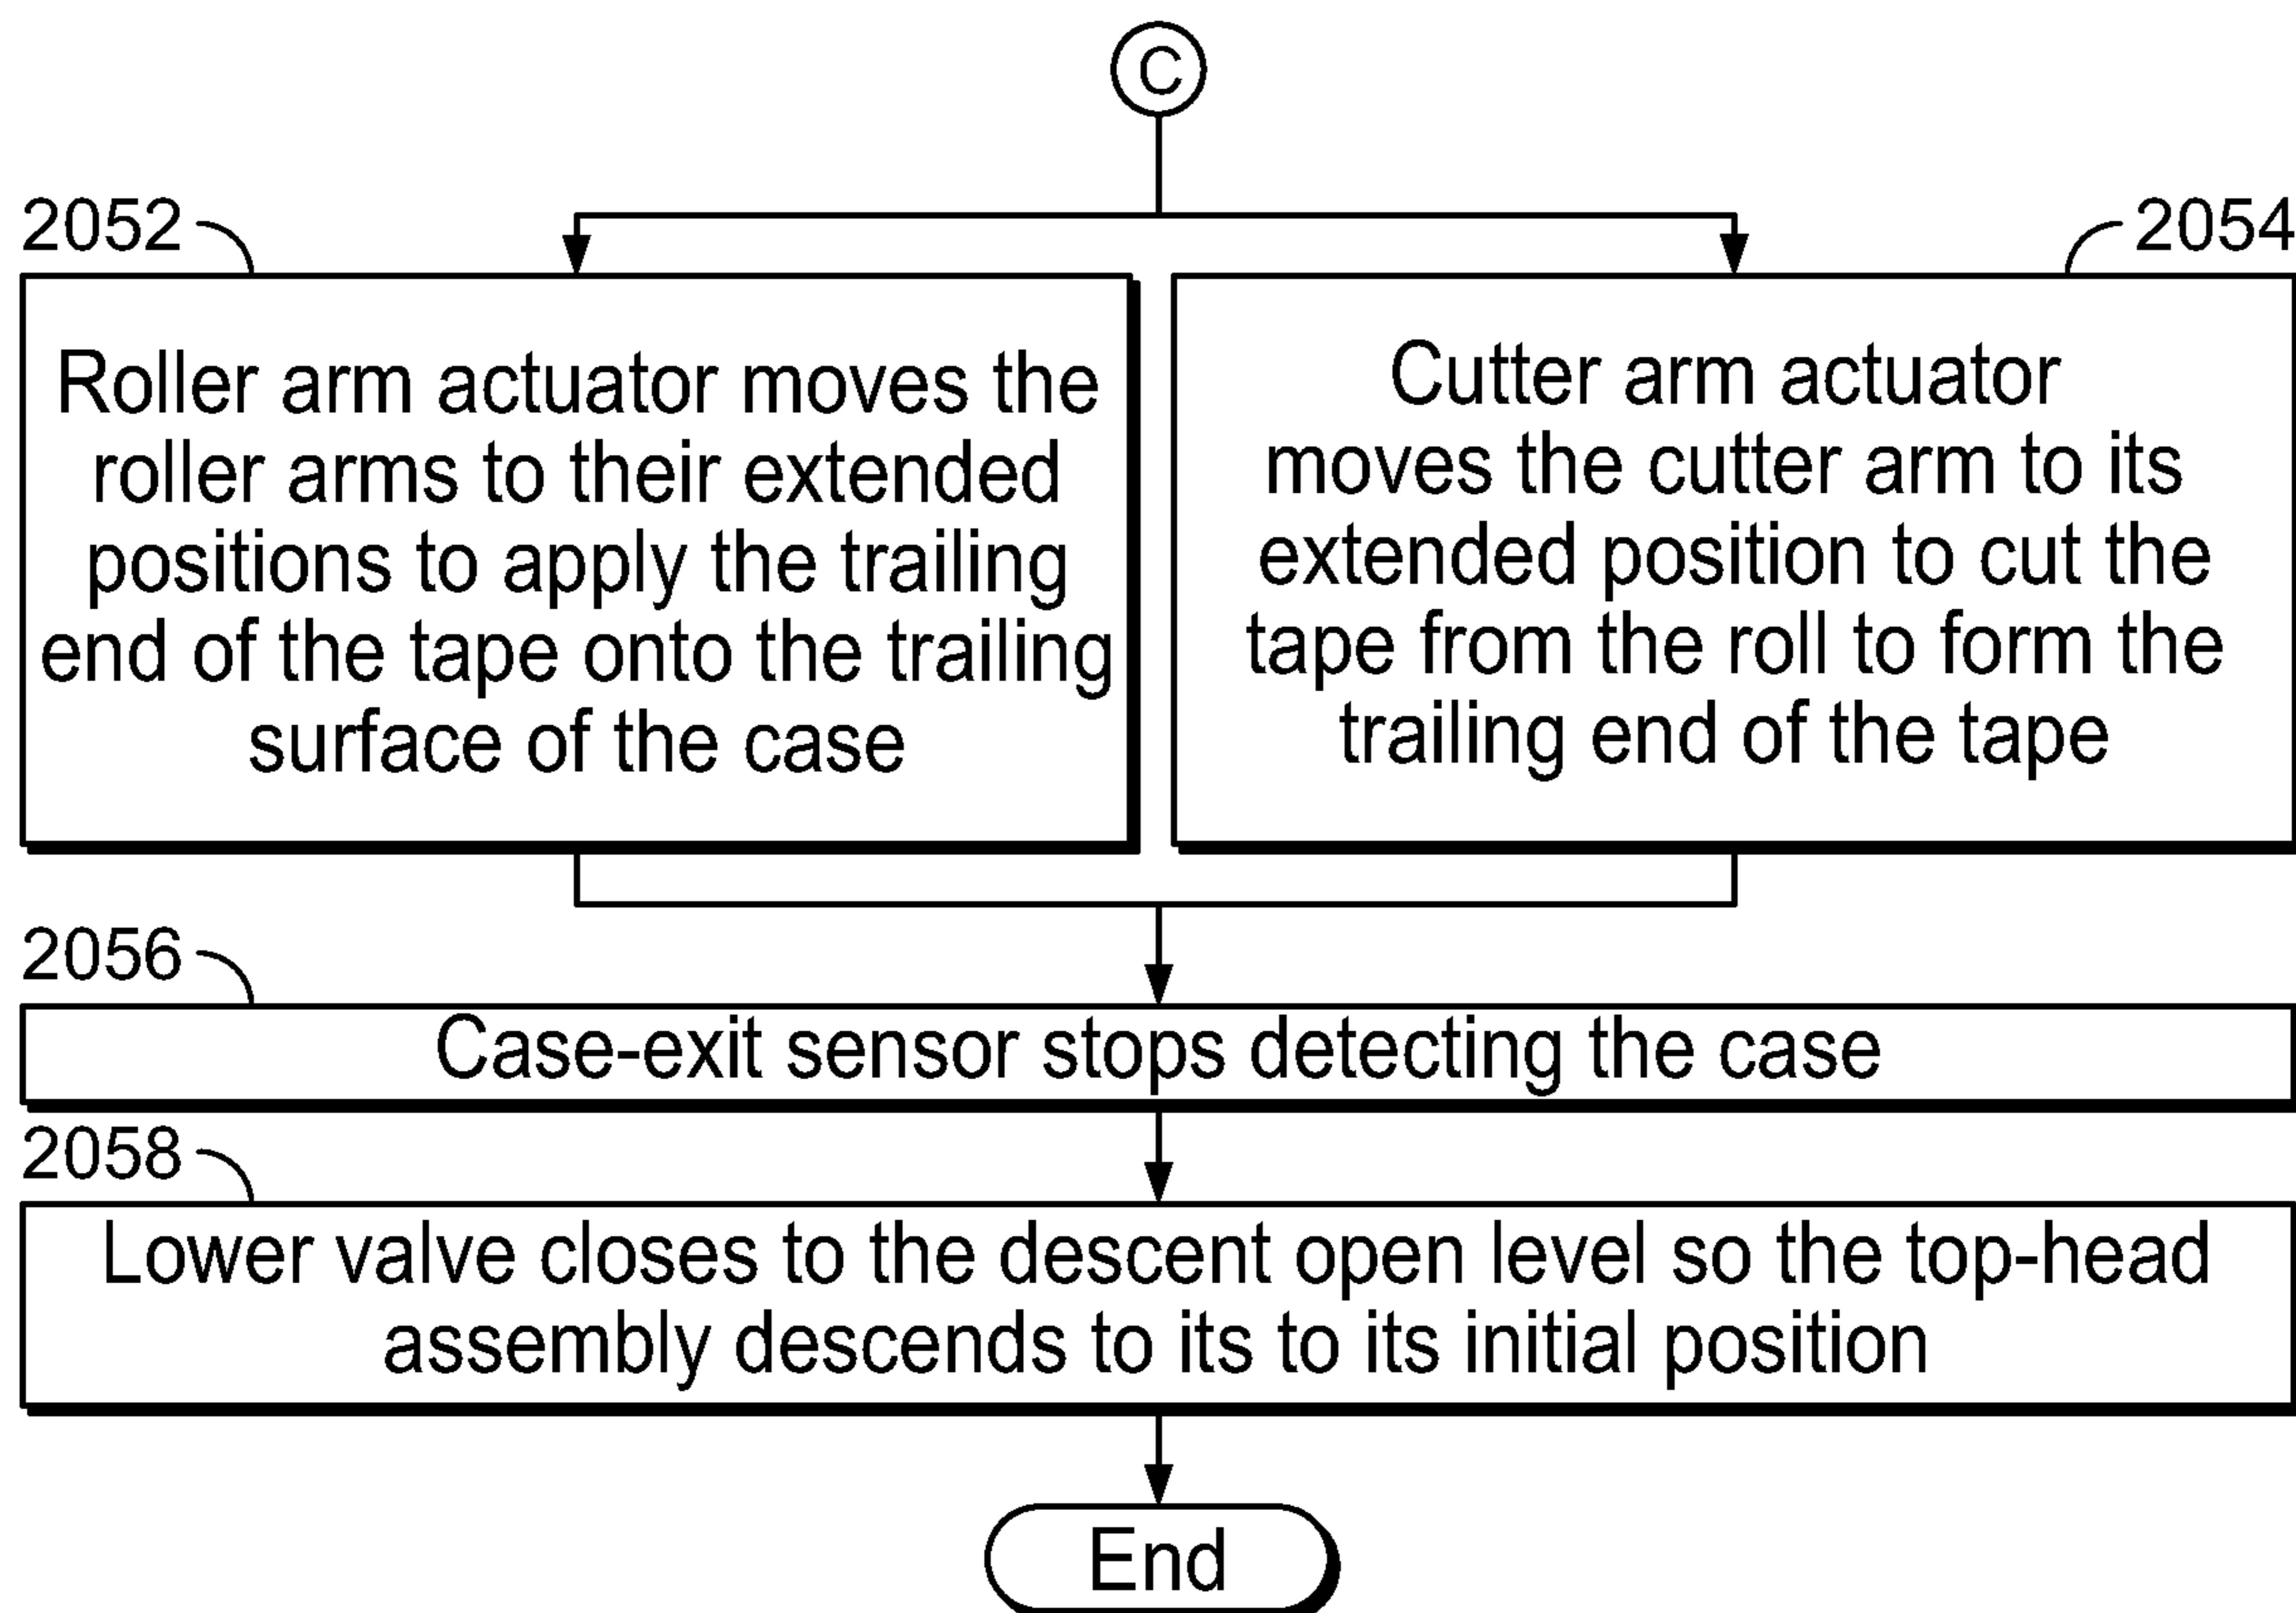 C
2052
2054
Roller arm actuator moves the
roller arms to their extended
positions to apply the trailing
end of the tape onto the trailing
surface of the case
Cutter arm actuator
moves the cutter arm to its
extended position to cut the
tape from the roll to form the
trailing end of the tape
2056
Case-exit sensor stops detecting the case
2058
Lower valve closes to the descent open level so the top-head
assembly descends to its to its initial position
End